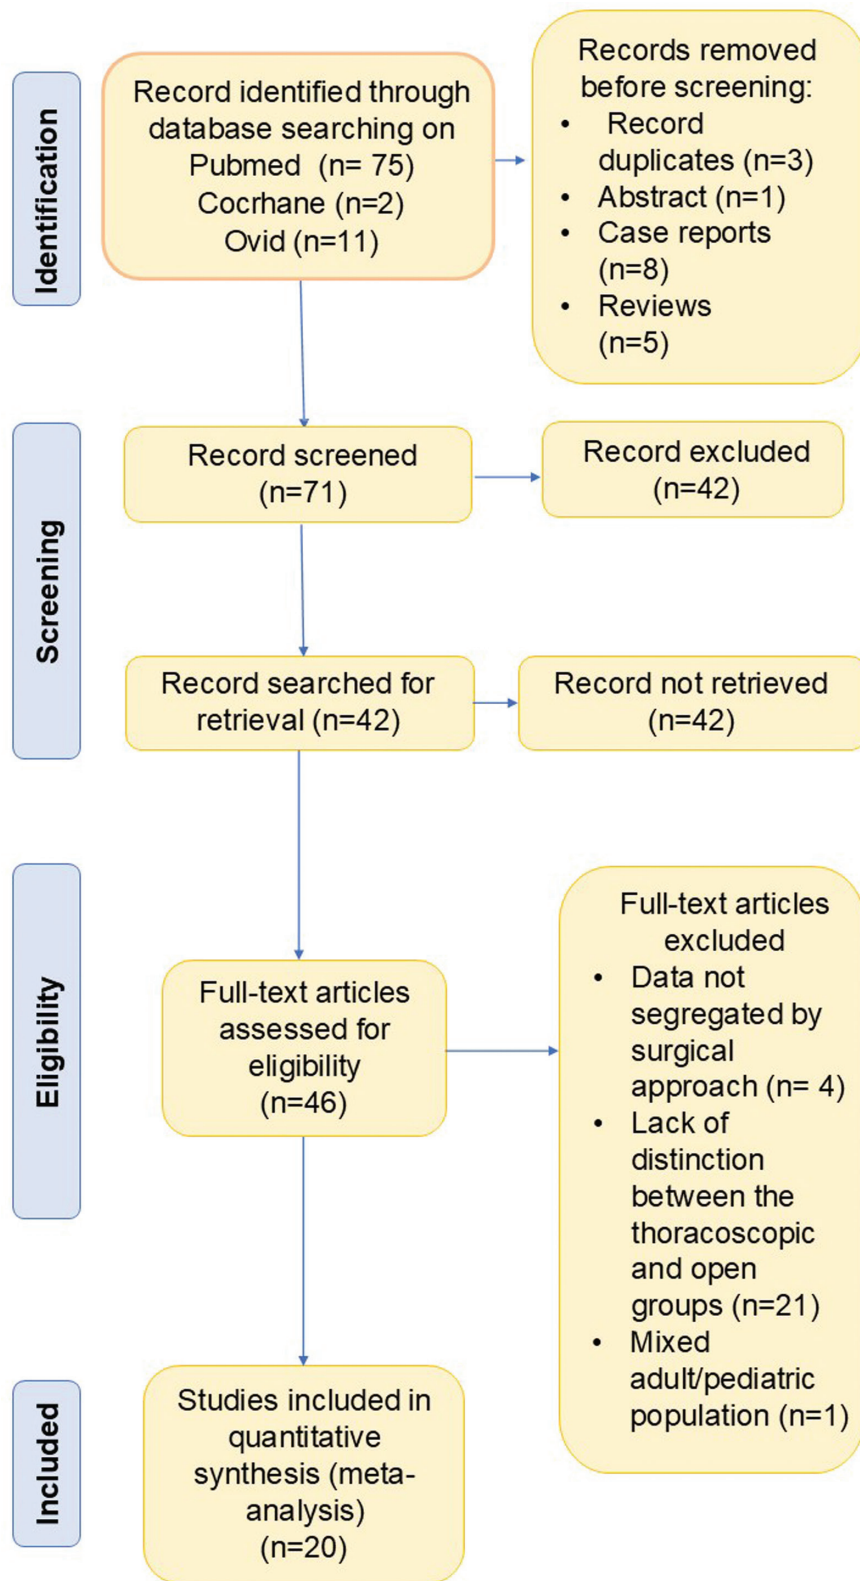 Identification
Record identified through
database searching on
Pubmed (n= 75)
Cocrhane (n=2)
Ovid (n=11)
Records removed
before screening:
• Record
duplicates (n=3)
• Abstract (n=1)
• Case reports
(n=8)
• Reviews
(n=5)
Screening
Record screened
(n=71)
Record excluded
(n=42)
Record searched for
retrieval (n=42)
Record not retrieved
(n=42)
Eligibility
Full-text articles
assessed for
eligibility
(n=46)
Full-text articles
excluded
• Data not
segregated by
surgical
approach (n= 4)
• Lack of
distinction
between the
thoracoscopic
and open
groups (n=21)
• Mixed
adult/pediatric
population (n=1)
Included
Studies included in
quantitative
synthesis (meta-
analysis)
(n=20)